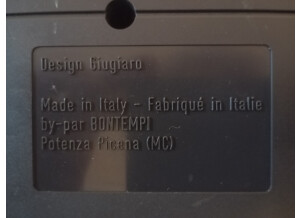 Design Giugiaro
Made in Italy - Fabriqué in Italie
by-par BONTEMPI
Potenza Picena (MC)